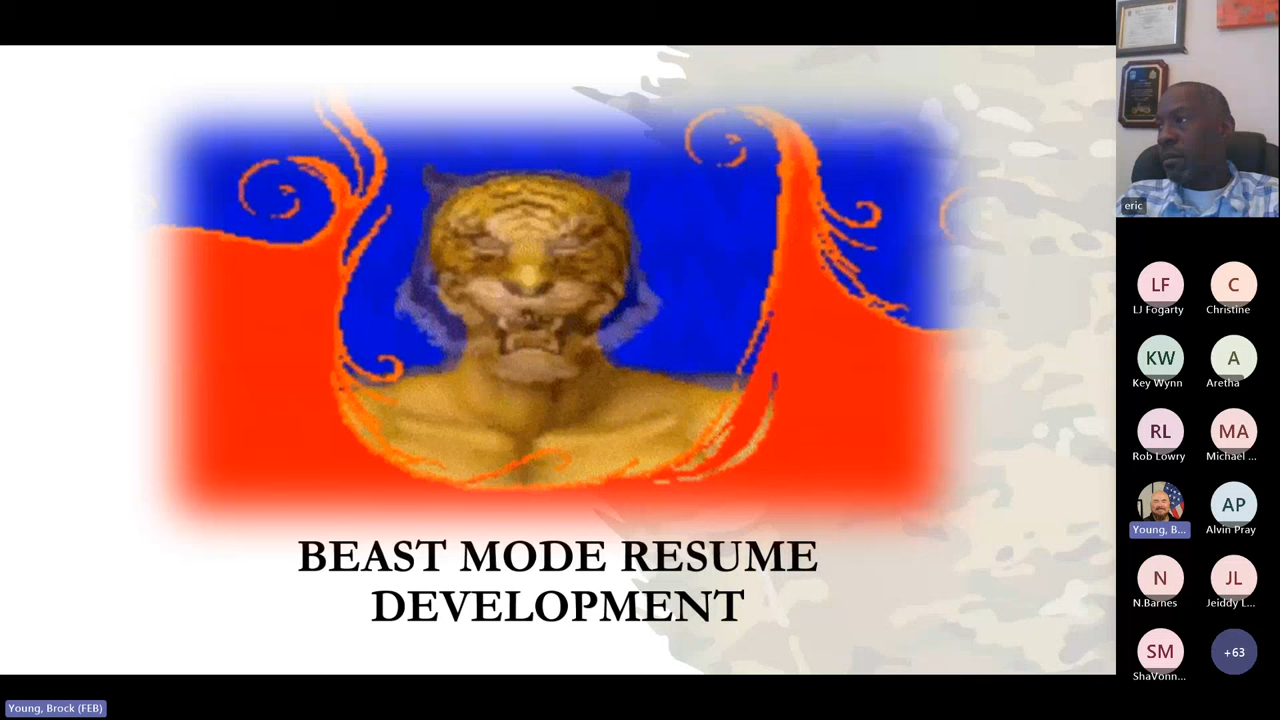 BEAST MODE RESUME
DEVELOPMENT
eric
LF
LJ Fogarty
C
Christine
KW
Key Wynn
A
Aretha
RL
Rob Lowry
MA
Michael ...
Young, B...
AP
Alvin Pray
N
N.Barnes
JL
Jeiddy L...
SM
ShaVonn...
+63
Young, Brock (FEB)